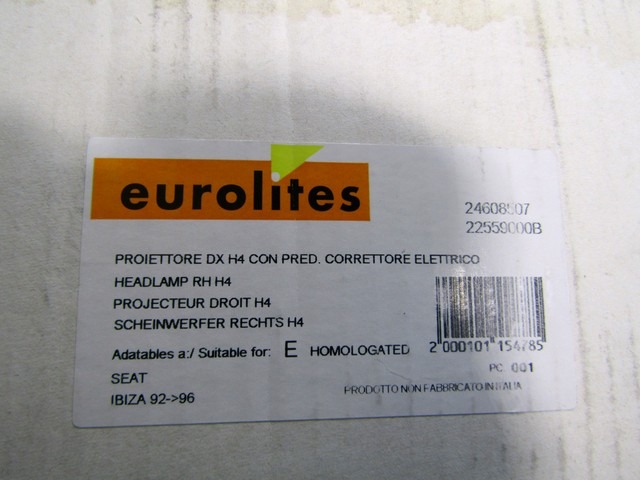 eurolites
22559000B
PROIETTORE DX H4 CON PRED. CORRETTORE ELETTRICO
HEADLAMP RH H4
PROJECTEUR DROIT H4
SCHEINWERFER RECHTS H4
Adatables a:/ Suitable for: E HOMOLOGATED
2 000101 154785
PC 001
SEAT
PRODOTTO NON FABBRICATO IN ITALIA
IBIZA 92->96